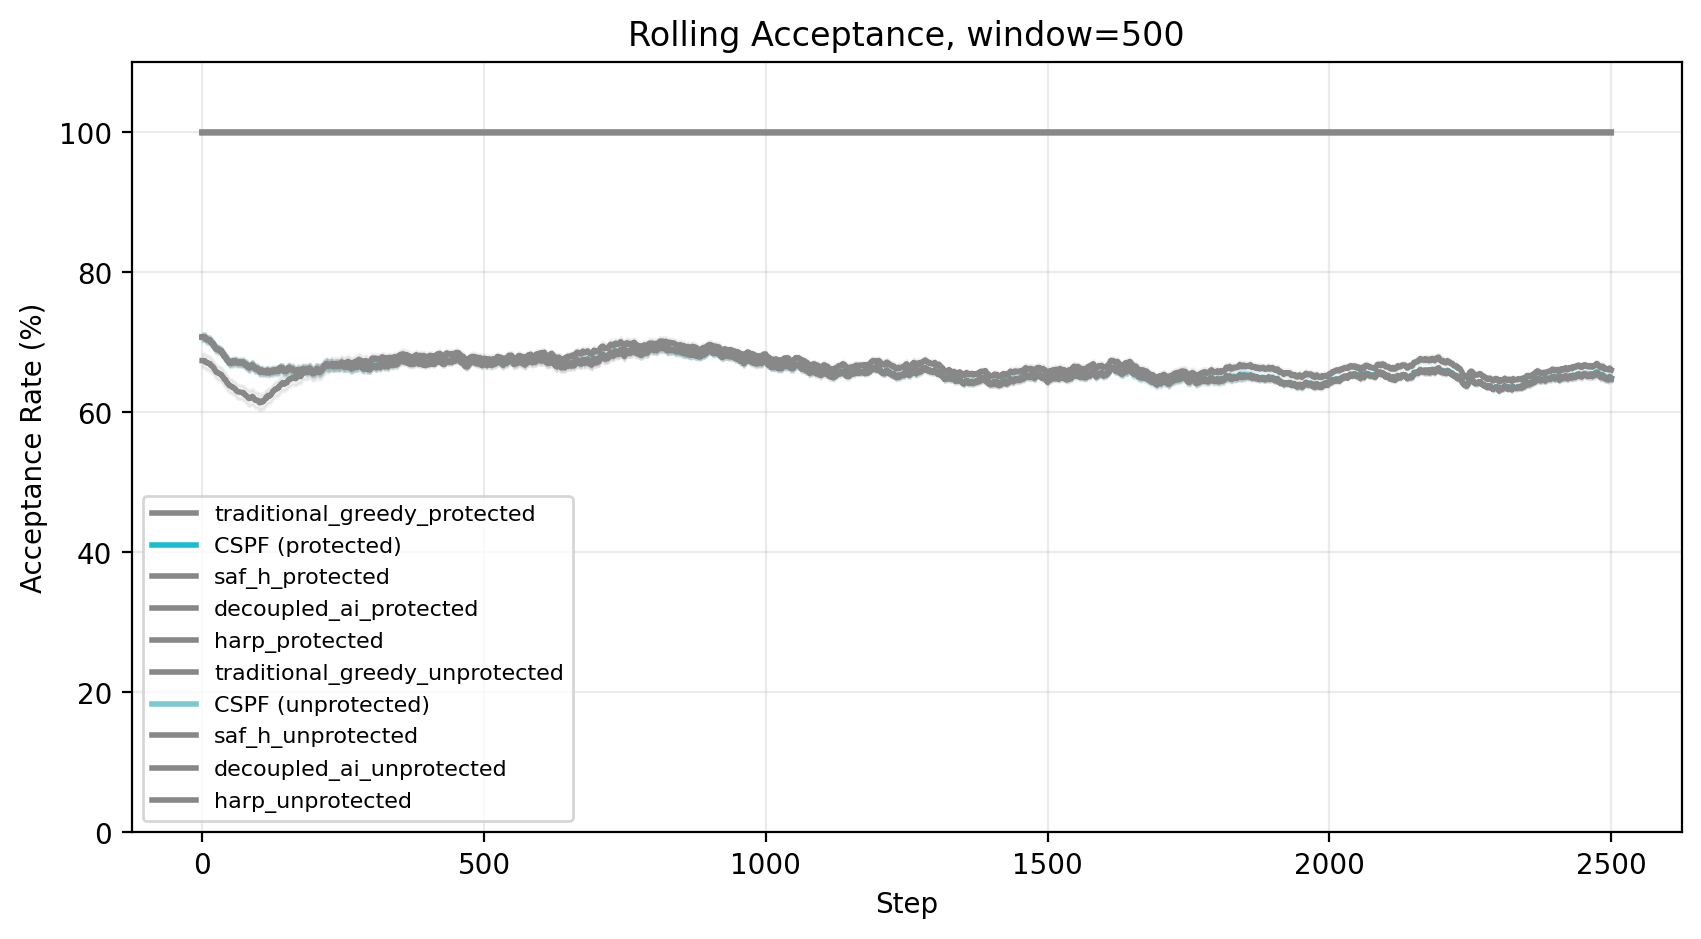 Rolling Acceptance, window=500
Acceptance Rate (%)
100
80
60
40
20
0
traditional_greedy_protected
CSPF (protected)
saf_h_protected
decoupled_ai_protected
harp_protected
traditional_greedy_unprotected
CSPF (unprotected)
saf_h_unprotected
decoupled_ai_unprotected
harp_unprotected
0 500 1000 1500 2000 2500
Step